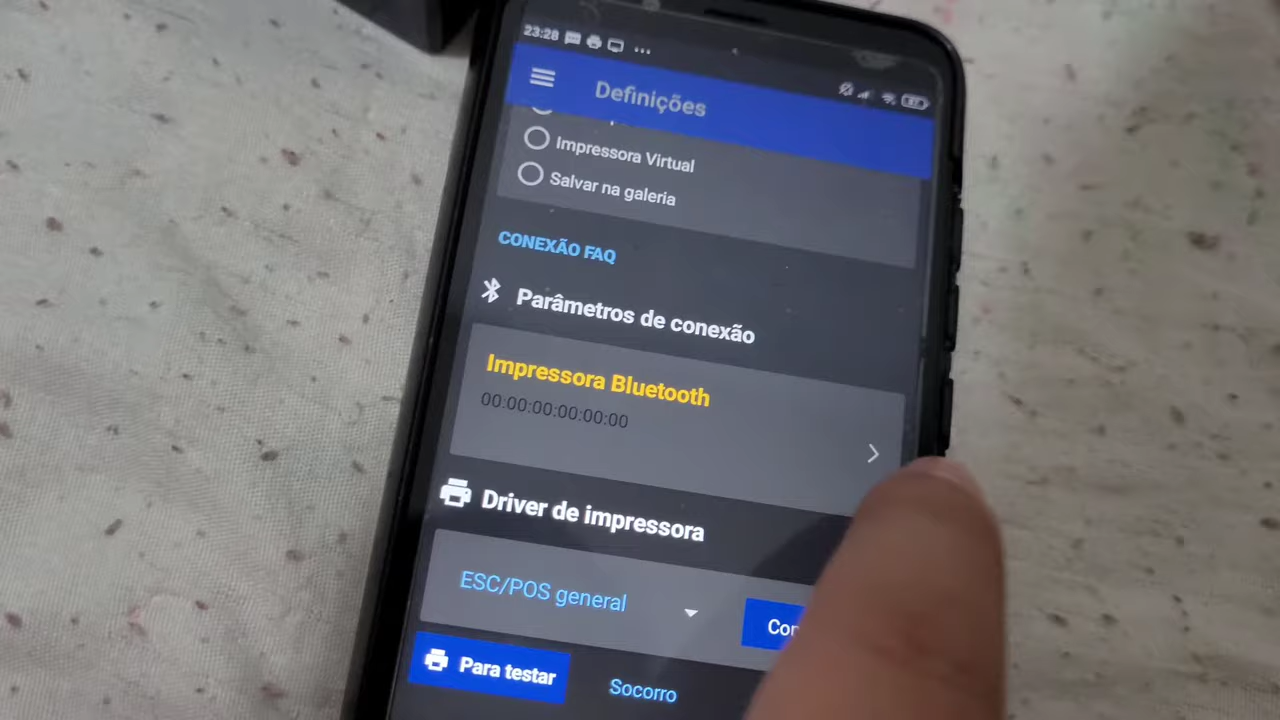 23:28
Definições
Impressora Virtual
Salvar na galeria
CONEXÃO FAQ
Parâmetros de conexão
Impressora Bluetooth
00:00:00:00:00:00
Driver de impressora
ESC/POS general
Para testar
Socorro